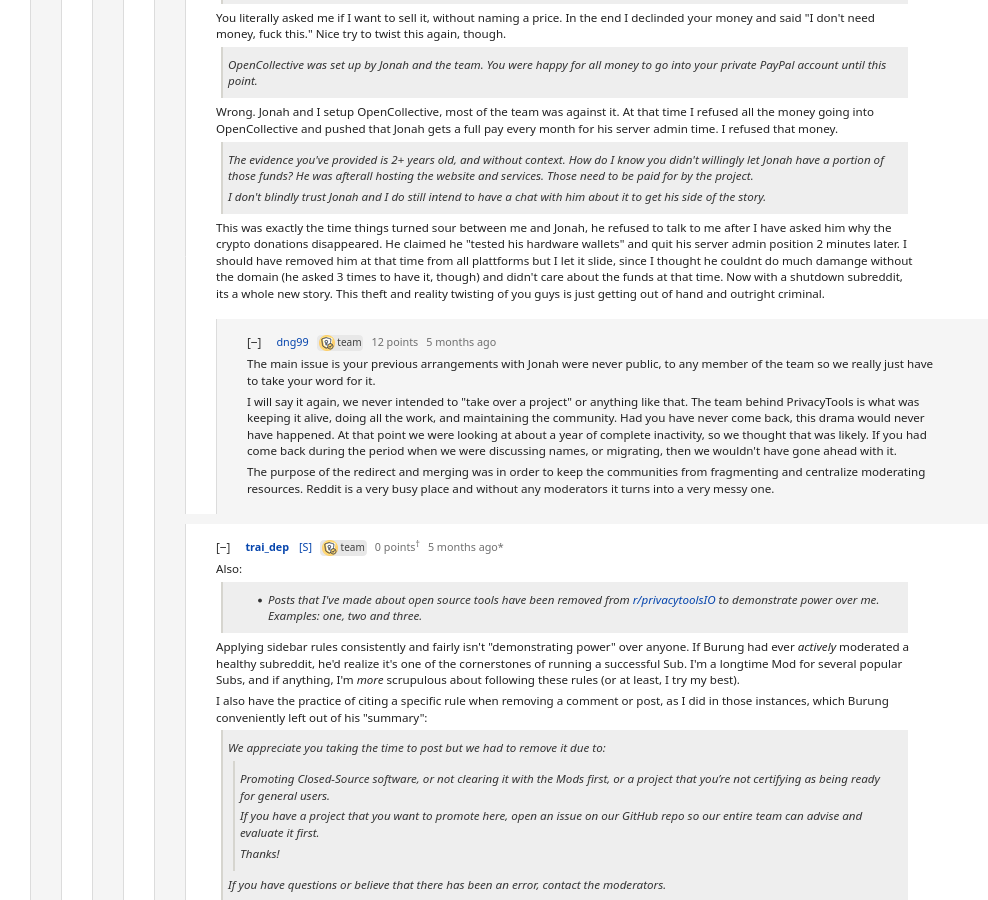 You literally asked me if I want to sell it, without naming a price. In the end I declinded your money and said "I don't need
money, fuck this." Nice try to twist this again, though.
OpenCollective was set up by Jonah and the team. You were happy for all money to go into your private PayPal account until this
point.
Wrong. Jonah and I setup OpenCollective, most of the team was against it. At that time I refused all the money going into
OpenCollective and pushed that Jonah gets a full pay every month for his server admin time. I refused that money.
The evidence you've provided is 2+ years old, and without context. How do I know you didn't willingly let Jonah have a portion of
those funds? He was afterall hosting the website and services. Those need to be paid for by the project.
I don't blindly trust Jonah and I do still intend to have a chat with him about to get his side of the story.
This was exactly the time things turned sour between me and Jonah, he refused to talk to me after I have asked him why the
crypto donations disappeared. He claimed he "tested his hardware wallets" and quit his server admin position 2 minutes later. I
should have removed him at that time from all plattforms but I let it slide, since I thought he couldnt do much damange without
the domain (he asked 3 times to have it, though) and didn't care about the funds at that time. Now with a shutdown subreddit,
its a whole new story. This theft and reality twisting of you guys is just getting out of hand and outright criminal.
[–] dng99 team 12 points 5 months ago
The main issue is your previous arrangements with Jonah were never public, to any member of the team so we really just have
to take your word for it.
I will say it again, we never intended to "take over a project" or anything like that. The team behind PrivacyTools is what was
keeping it alive, doing all the work, and maintaining the community. Had you have never come back, this drama would never
have happened. At that point we were looking at about a year of complete inactivity, so we thought that was likely. If you had
come back during the period when we were discussing names, or migrating, then we wouldn't have gone ahead with it.
The purpose of the redirect and merging was in order to keep the communities from fragmenting and centralize moderating
resources. Reddit is a very busy place and without any moderators it turns into a very messy one.
[–] trai_dep [S] team 0 points† 5 months ago*
Also:
• Posts that I've made about open source tools have been removed from r/privacytoolsIO to demonstrate power over me.
Examples: one, two and three.
Applying sidebar rules consistently and fairly isn't "demonstrating power" over anyone. If Burung had ever actively moderated a
healthy subreddit, he'd realize it's one of the cornerstones of running a successful Sub. I'm a longtime Mod for several popular
Subs, and if anything, I'm more scrupulous about following these rules (or at least, I try my best).
I also have the practice of citing a specific rule when removing a comment or post, as I did in those instances, which Burung
conveniently left out of his "summary":
We appreciate you taking the time to post but we had to remove it due to:
Promoting Closed-Source software, or not clearing it with the Mods first, or a project that you're not certifying as being ready
for general users.
If you have a project that you want to promote here, open an issue on our GitHub repo so our entire team can advise and
evaluate it first.
Thanks!
If you have questions or believe that there has been an error, contact the moderators.